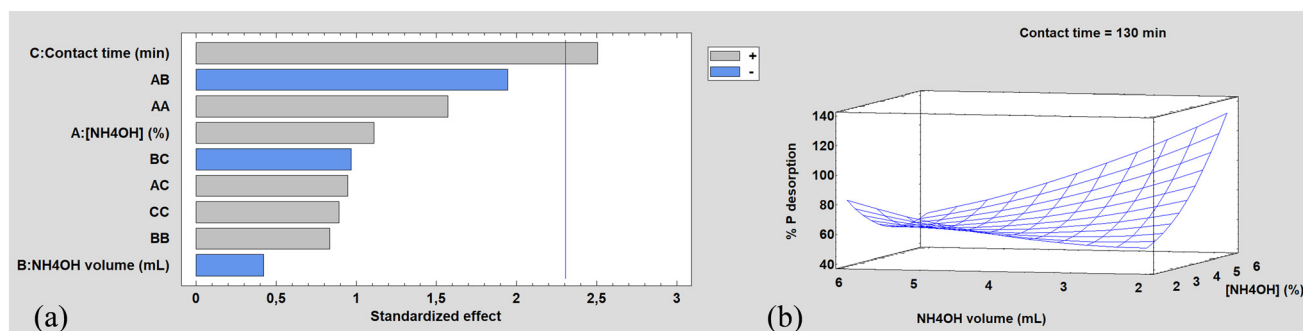 C:Contact time (min)
AB
AA
A:[NH4OH] (%)
BC
AC
CC
BB
B:NH4OH volume (mL)
0 0,5 1 1,5 2 2,5 3
Standardized effect
+
-
(a)
Contact time = 130 min
140
120
100
80
60
40
% P desorption
6 5 4 3 2
NH4OH volume (mL)
2 3 4 5 6
[NH4OH] (%)
(b)